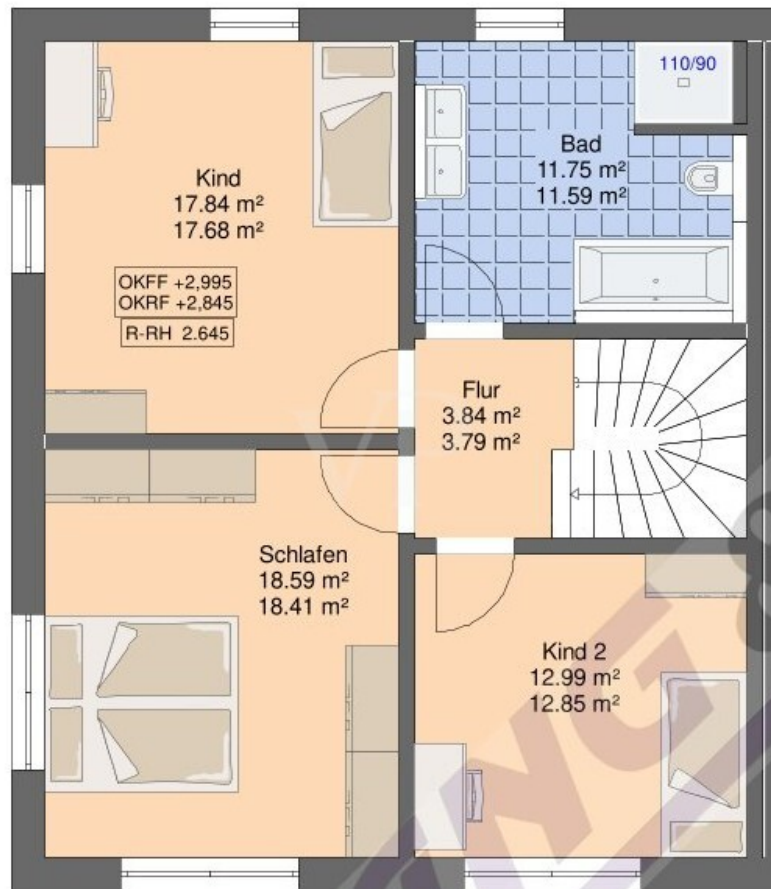 110/90
Bad
11.75 m²
11.59 m²
Kind
17.84 m²
17.68 m²
OKFF +2,995
OKRF +2,845
R-RH 2.645
Flur
3.84 m²
3.79 m²
Schlafen
18.59 m²
18.41 m²
Kind 2
12.99 m²
12.85 m²